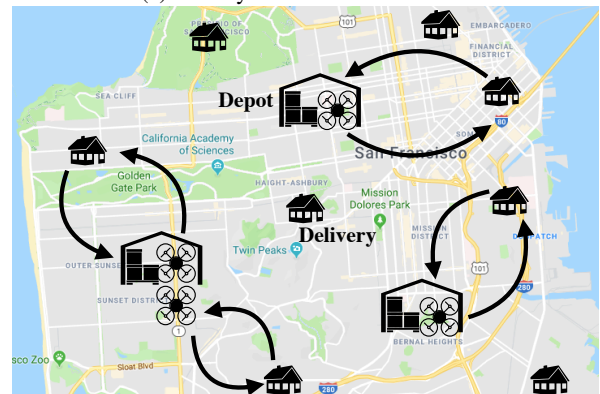 PRESIDIO OF
SAN FRANCISCO
101
EMBARCADERO
FINANCIAL
DISTRICT
SEA CLIFF
Depot
80
California Academy
of Sciences
San Francisco
Golden
Gate Park
HAIGHT-ASHBURY
Mission
Dolores Park
Delivery
MISSION
DISTRICT
Twin Peaks
OUTER SUNSET
101
280
SUNSET DISTRICT
1
BERNAL HEIGHTS
sco Zoo
Sloat Blvd
280